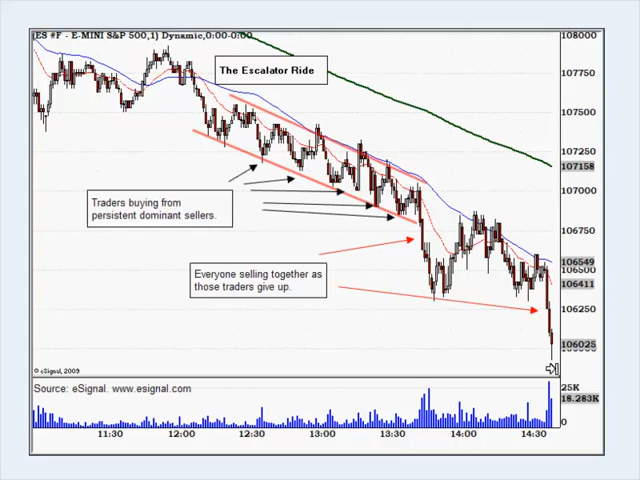 (ES #F - E-MINI S&P 500,1) Dynamic,0:00-0:00
108000
The Escalator Ride
107750
107500
107250
107158
107000
Traders buying from
persistent dominant sellers.
106750
106549
106500
Everyone selling together as
those traders give up.
106411
106250
106025
© eSignal, 2009
Source: eSignal. www.esignal.com
25K
18.283K
0
11:30
12:00
12:30
13:00
13:30
14:00
14:30